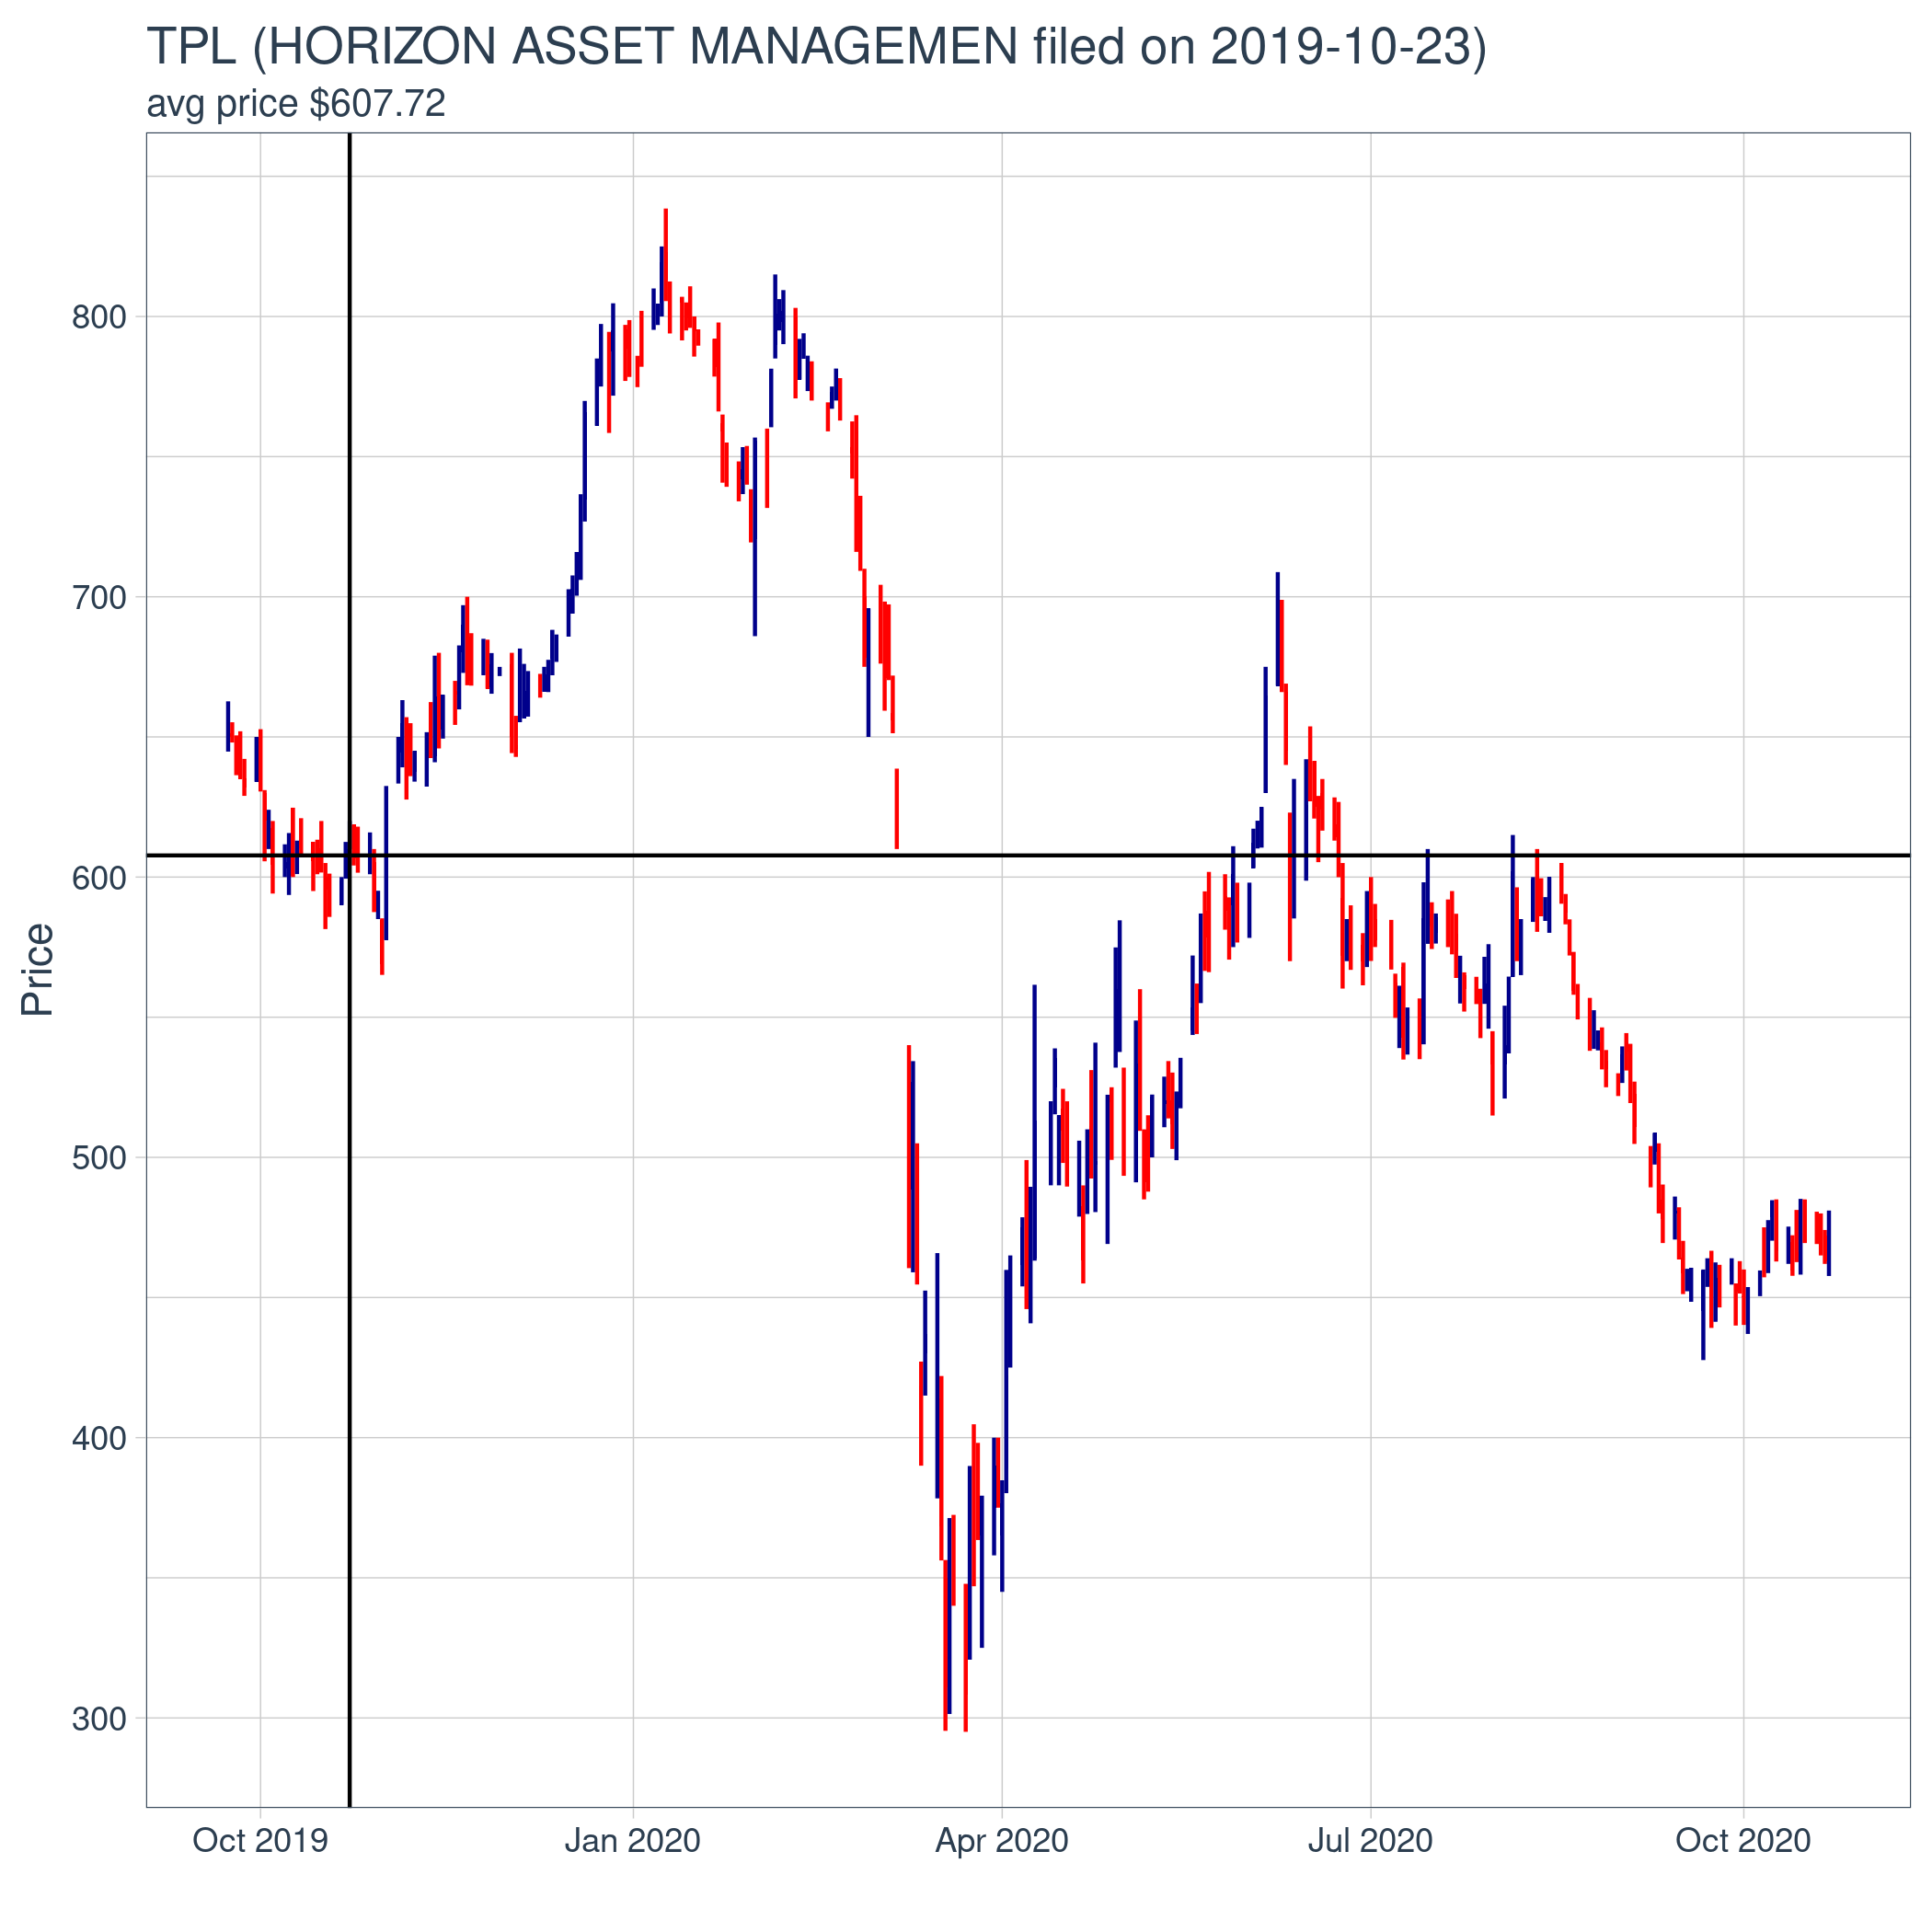 TPL (HORIZON ASSET MANAGEMEN filed on 2019-10-23)
avg price $607.72
800
700
600
500
400
300
Price
Oct 2019
Jan 2020
Apr 2020
Jul 2020
Oct 2020